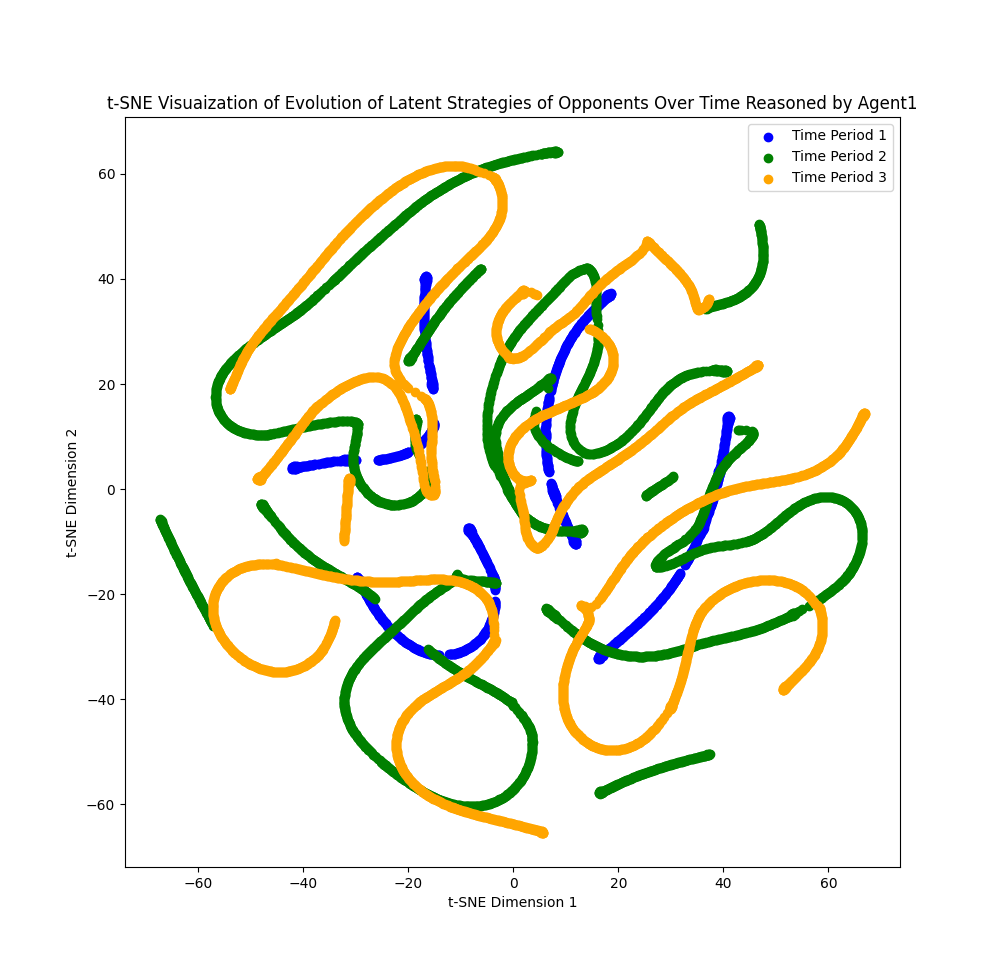 t-SNE Visuaization of Evolution of Latent Strategies of Opponents Over Time Reasoned by Agent1
Time Period 1
Time Period 2
Time Period 3
60
40
20
0
−20
−40
−60
t-SNE Dimension 2
−60 −40 −20 0 20 40 60
t-SNE Dimension 1